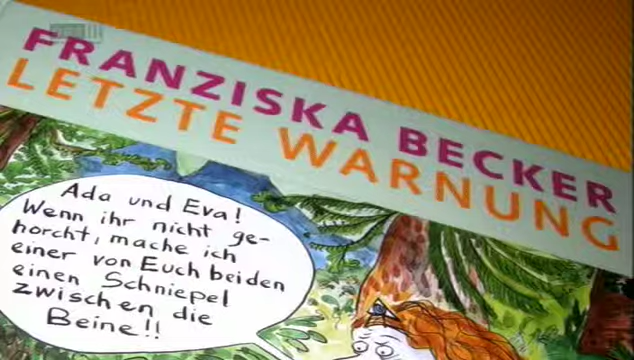 FRANZISKA BECKER
LETZTE WARNUNG
Ada und Eva!
Wenn ihr nicht ge-
horcht, mache ich
einer von Euch beiden
einen Schniepel
zwischen die
Beine!!